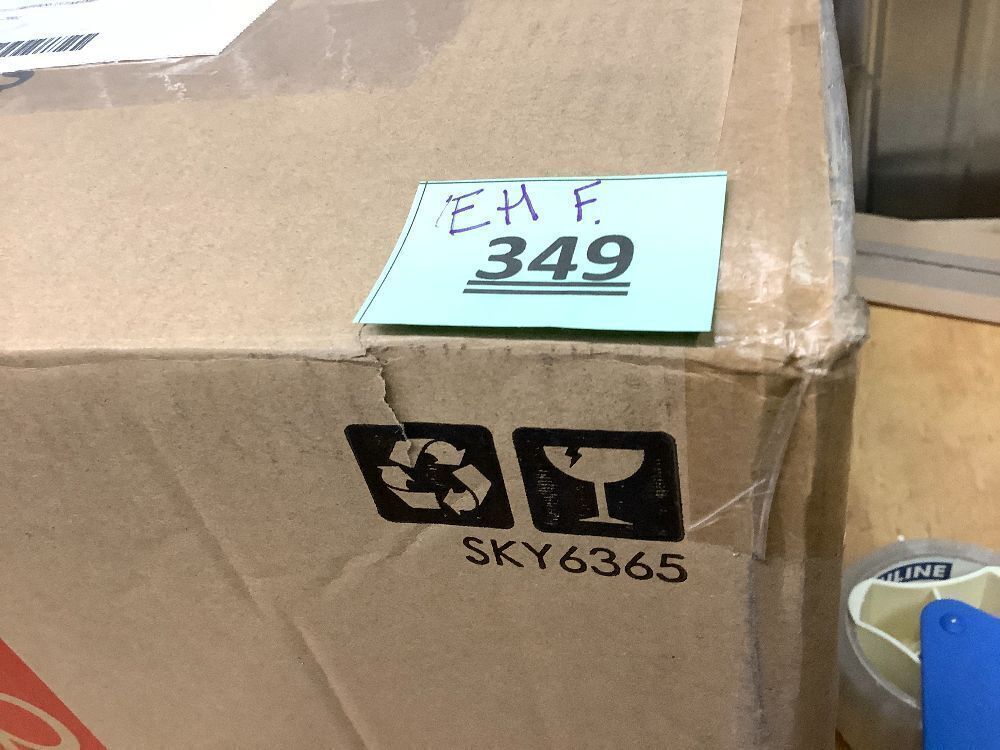 EH F.
349
SKY6365
ULINE